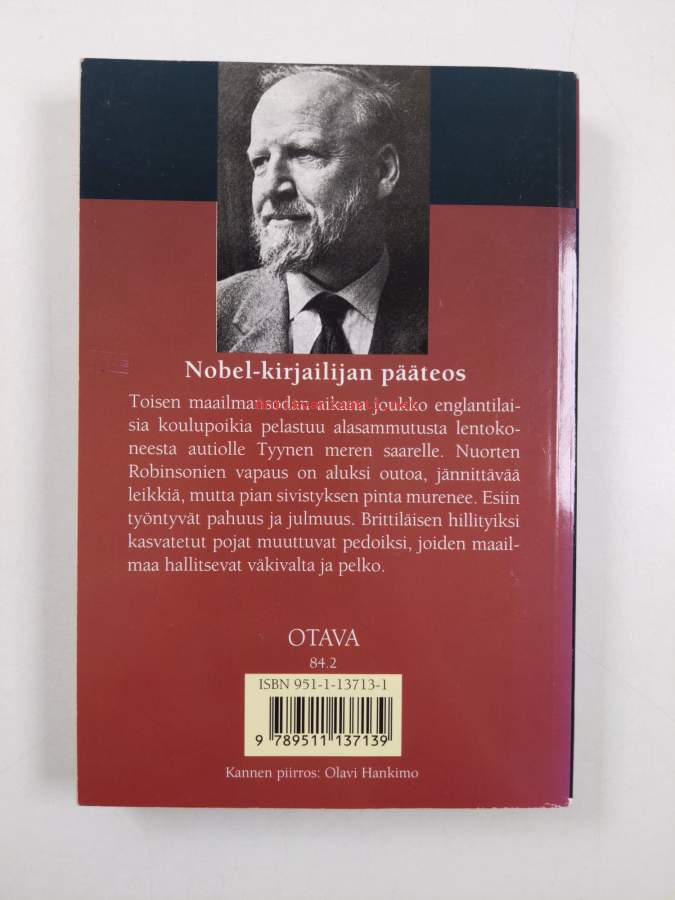 Nobel-kirjailijan pääteos
Toisen maailmansodan aikana joukko englantilai-
sia koulupoikia pelastuu alasammutusta lentoko-
neesta autiolle Tyynen meren saarelle. Nuorten
Robinsonien vapaus on aluksi outoa, jännittävää
leikkiä, mutta pian sivistyksen pinta murenee. Esiin
työntyvät pahuus ja julmuus. Brittiläisen hillityiksi
kasvatetut pojat muuttuvat pedoiksi, joiden maail-
maa hallitsevat väkivalta ja pelko.
OTAVA
84.2
ISBN 951-1-13713-1
9 789511 137139
Kannen piirros: Olavi Hankimo